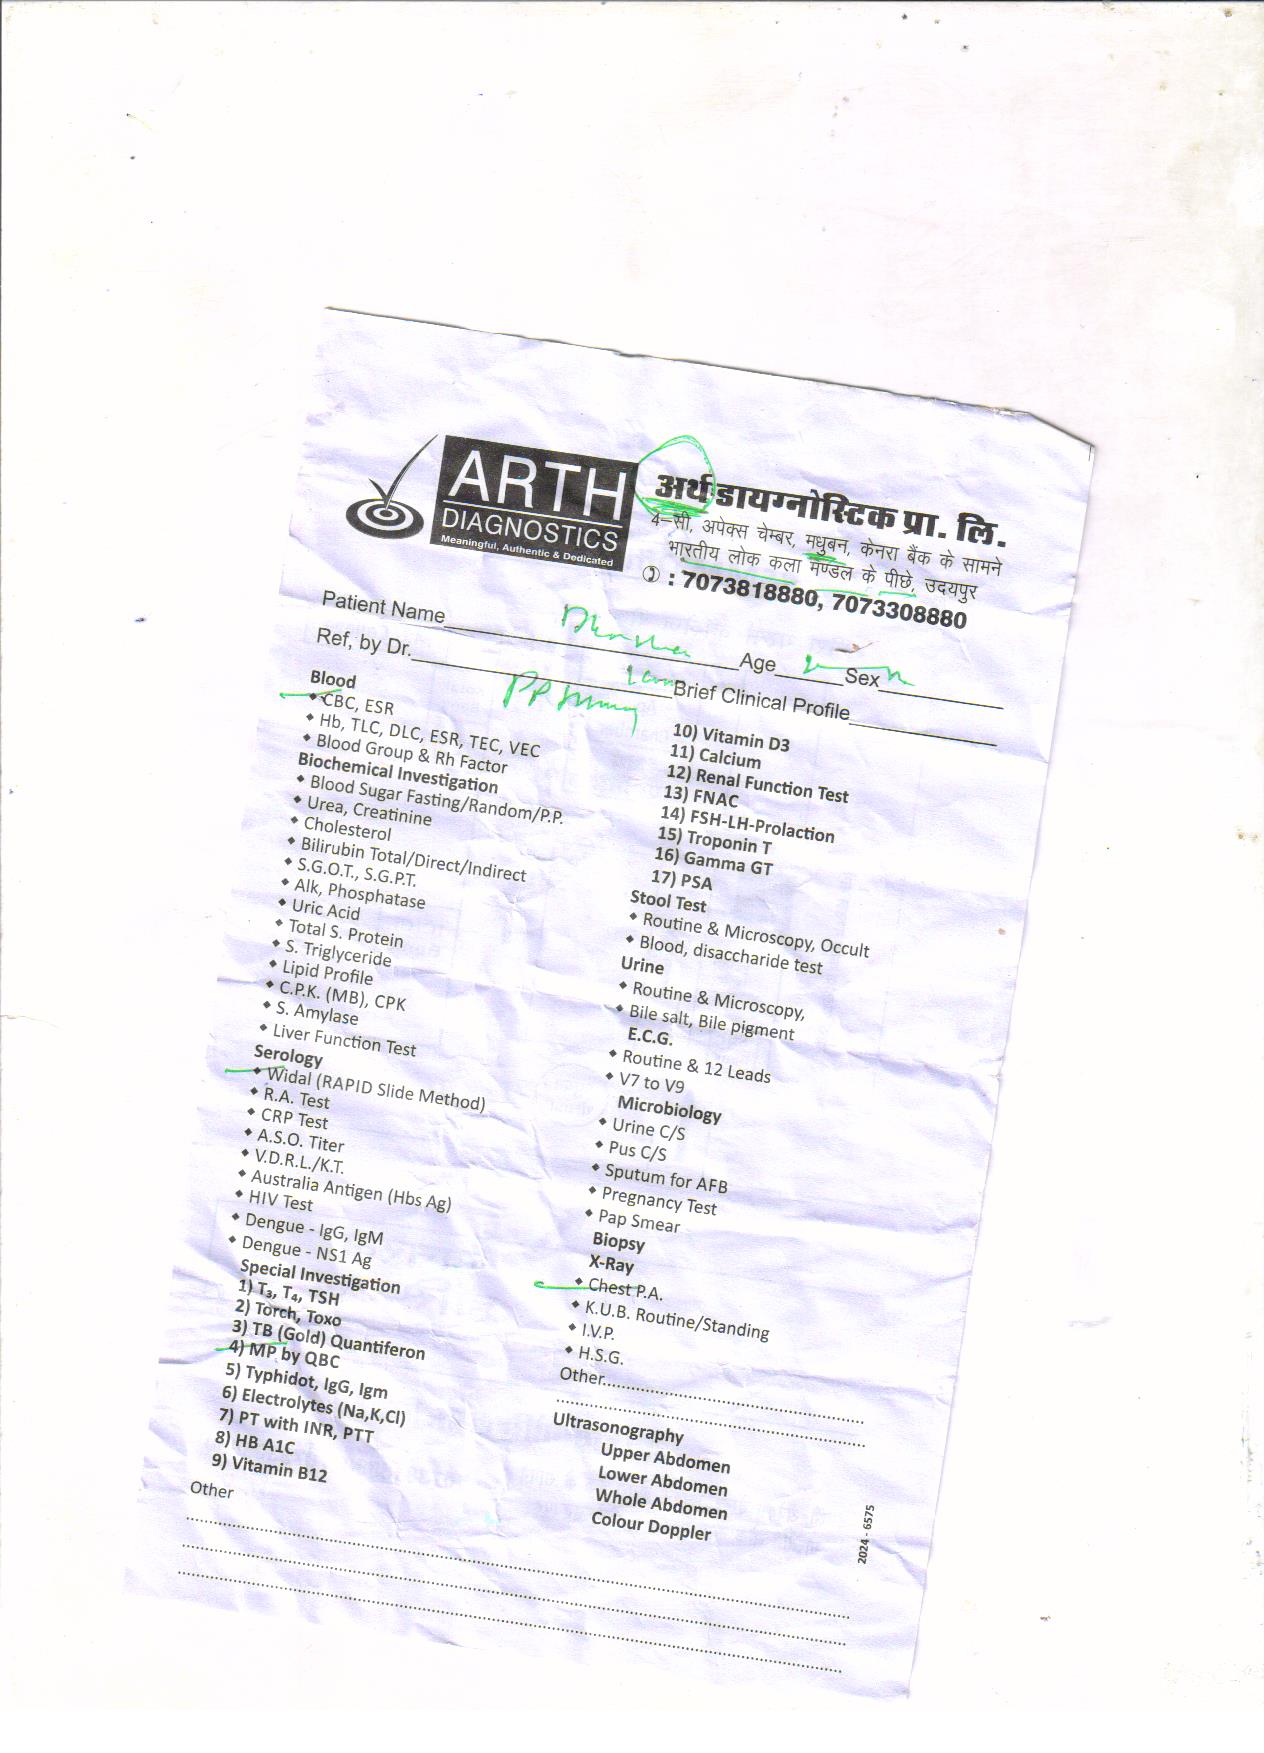 ARTH
DIAGNOSTICS
Meaningful, Authentic & Dedicated
अर्थ डायग्नोस्टिक प्रा. लि.
4-सी, अपेक्स चेम्बर, मधुबन, केनरा बैंक के सामने
भारतीय लोक कला मण्डल के पीछे, उदयपुर
: 7073818880, 7073308880
Patient Name Age Sex
Ref, by Dr. Brief Clinical Profile
Blood
CBC, ESR
Hb, TLC, DLC, ESR, TEC, VEC
Blood Group & Rh Factor
Biochemical Investigation
Blood Sugar Fasting/Random/P.P.
Urea, Creatinine
Cholesterol
Bilirubin Total/Direct/Indirect
S.G.O.T., S.G.P.T.
Alk, Phosphatase
Uric Acid
Total S. Protein
S. Triglyceride
Lipid Profile
C.P.K. (MB), CPK
S. Amylase
Liver Function Test
Serology
Widal (RAPID Slide Method)
R.A. Test
CRP Test
A.S.O. Titer
V.D.R.L./K.T.
Australia Antigen (Hbs Ag)
HIV Test
Dengue - IgG, IgM
Dengue - NS1 Ag
Special Investigation
1) T₃, T₄, TSH
2) Torch, Toxo
3) TB (Gold) Quantiferon
4) MP by QBC
5) Typhidot, IgG, Igm
6) Electrolytes (Na,K,Cl)
7) PT with INR, PTT
8) HB A1C
9) Vitamin B12
Other
10) Vitamin D3
11) Calcium
12) Renal Function Test
13) FNAC
14) FSH-LH-Prolaction
15) Troponin T
16) Gamma GT
17) PSA
Stool Test
Routine & Microscopy, Occult
Blood, disaccharide test
Urine
Routine & Microscopy,
Bile salt, Bile pigment
E.C.G.
Routine & 12 Leads
V7 to V9
Microbiology
Urine C/S
Pus C/S
Sputum for AFB
Pregnancy Test
Pap Smear
Biopsy
X-Ray
Chest P.A.
K.U.B. Routine/Standing
I.V.P.
H.S.G.
Other
Ultrasonography
Upper Abdomen
Lower Abdomen
Whole Abdomen
Colour Doppler
2024 - 6575